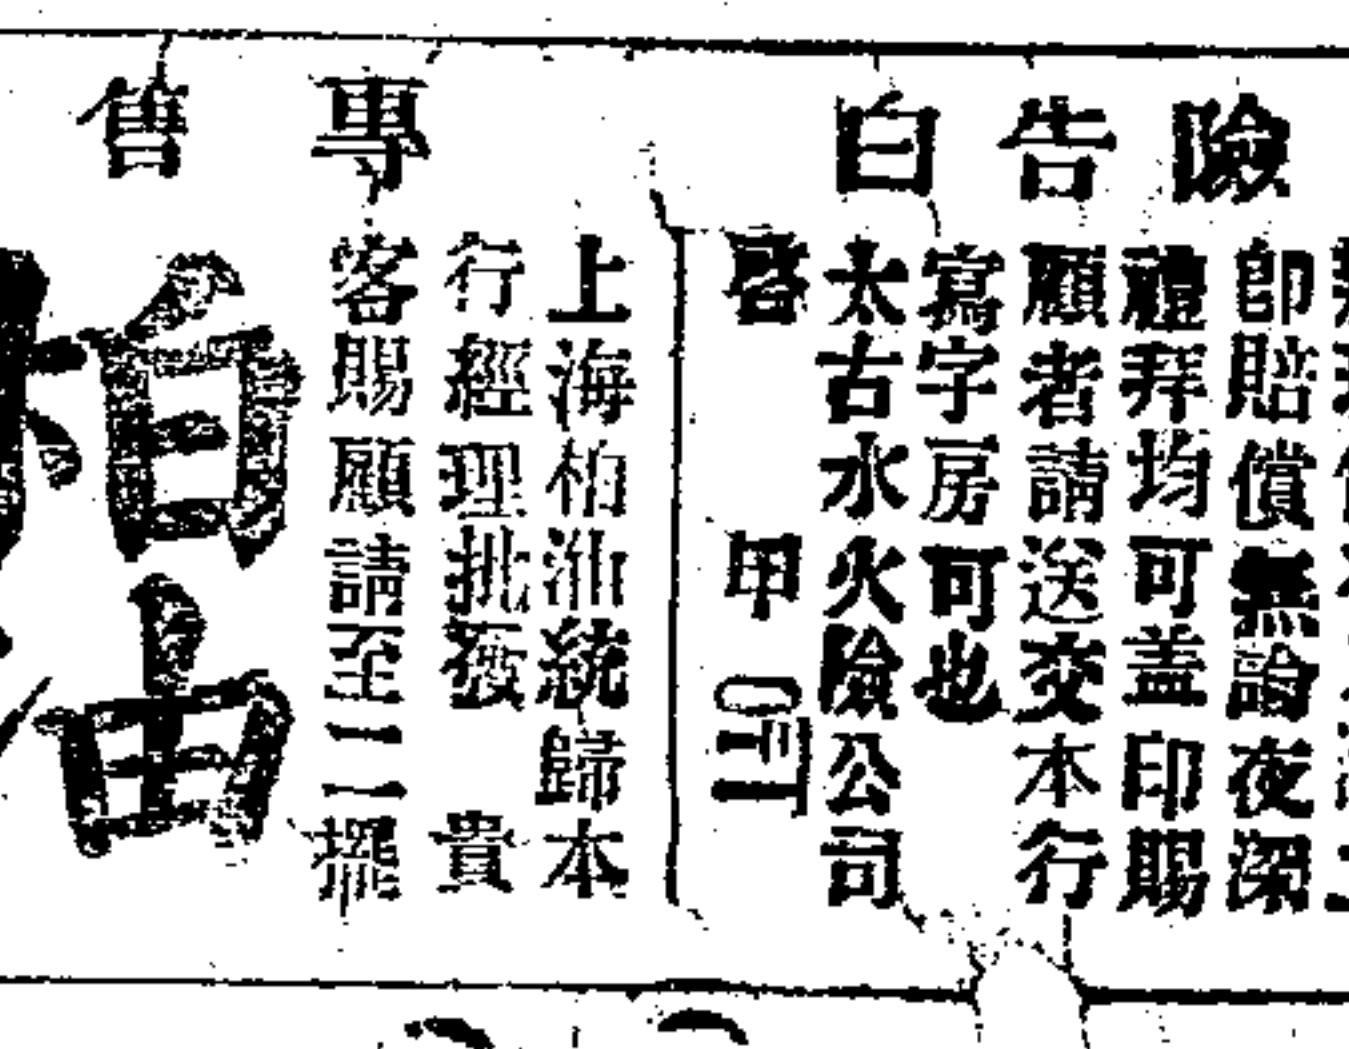 險告白
即賠償無論夜深
禮拜均可盖印賜
顧者請送交本行
寫字房可也
太古水火險公司
啓 甲
專售
上海柏油統歸本
行經理批發 貴
客賜顧請至二擺
柏油